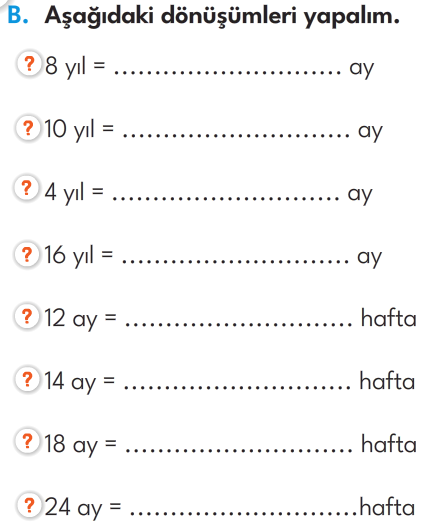 B. Aşağıdaki dönüşümleri yapalım.
? 8 yıl = ............................ ay
? 10 yıl = ............................ ay
? 4 yıl = ............................ ay
? 16 yıl = ............................ ay
? 12 ay = ............................ hafta
? 14 ay = ............................ hafta
? 18 ay = ............................ hafta
? 24 ay = ............................hafta